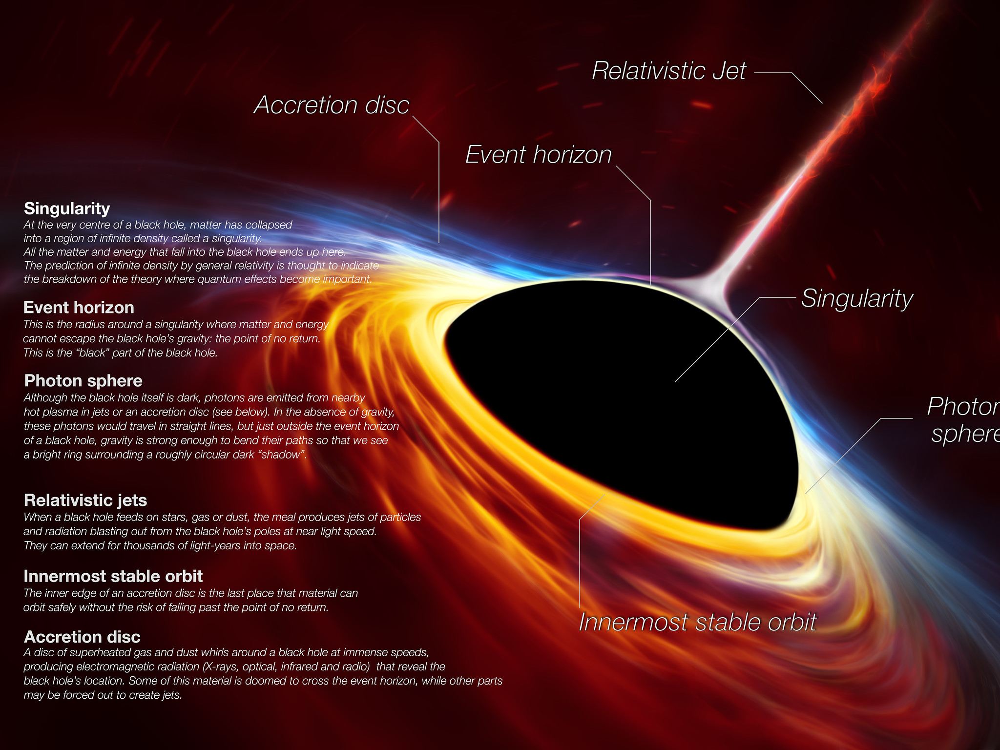 Relativistic Jet
Accretion disc
Event horizon
Singularity
At the very centre of a black hole, matter has collapsed
into a region of infinite density called a singularity.
All the matter and energy that fall into the black hole ends up here.
The prediction of infinite density by general relativity is thought to indicate
the breakdown of the theory where quantum effects become important.
Event horizon
This is the radius around a singularity where matter and energy
cannot escape the black hole’s gravity: the point of no return.
This is the “black” part of the black hole.
Photon sphere
Although the black hole itself is dark, photons are emitted from nearby
hot plasma in jets or an accretion disc (see below). In the absence of gravity,
these photons would travel in straight lines, but just outside the event horizon
of a black hole, gravity is strong enough to bend their paths so that we see
a bright ring surrounding a roughly circular dark “shadow”.
Relativistic jets
When a black hole feeds on stars, gas or dust, the meal produces jets of particles
and radiation blasting out from the black hole’s poles at near light speed.
They can extend for thousands of light-years into space.
Innermost stable orbit
The inner edge of an accretion disc is the last place that material can
orbit safely without the risk of falling past the point of no return.
Accretion disc
A disc of superheated gas and dust whirls around a black hole at immense speeds,
producing electromagnetic radiation (X-rays, optical, infrared and radio)  that reveal the
black hole’s location. Some of this material is doomed to cross the event horizon, while other parts
may be forced out to create jets.
Singularity
Photon
sphere
Innermost stable orbit